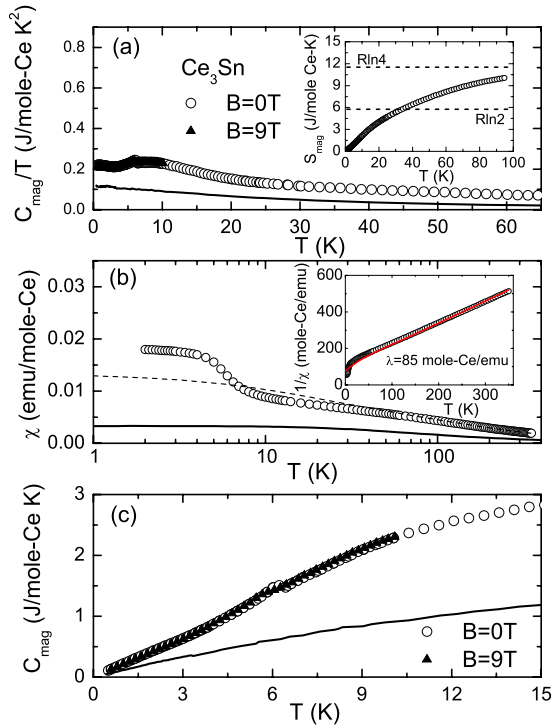 (a)
Ce₃Sn
B=0T
B=9T
C_mag/T (J/mole-Ce K²)
0.8
0.6
0.4
0.2
0.0
0 10 20 30 40 50 60
T (K)
S_mag (J/mole Ce-K)
15
12
9
6
3
0
Rln4
Rln2
0 20 40 60 80 100
T (K)
(b)
χ (emu/mole-Ce)
0.03
0.02
0.01
0.00
1 10 100
T (K)
1/χ (mole-Ce/emu)
600
400
200
0
λ=85 mole-Ce/emu
0 100 200 300
T (K)
(c)
C_mag (J/mole-Ce K)
3
2
1
0
B=0T
B=9T
0 3 6 9 12 15
T (K)